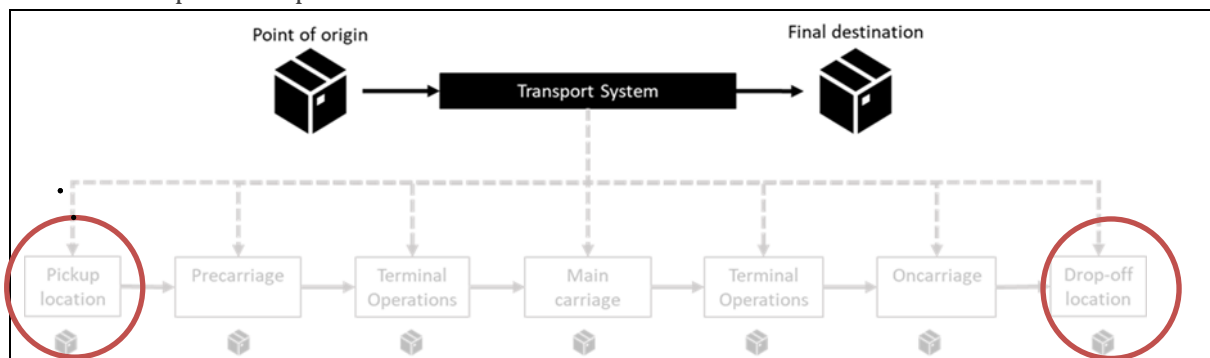 Point of origin
Final destination
Transport System
Pickup
location
Precarriage
Terminal
Operations
Main
carriage
Terminal
Operations
Oncarriage
Drop-off
location